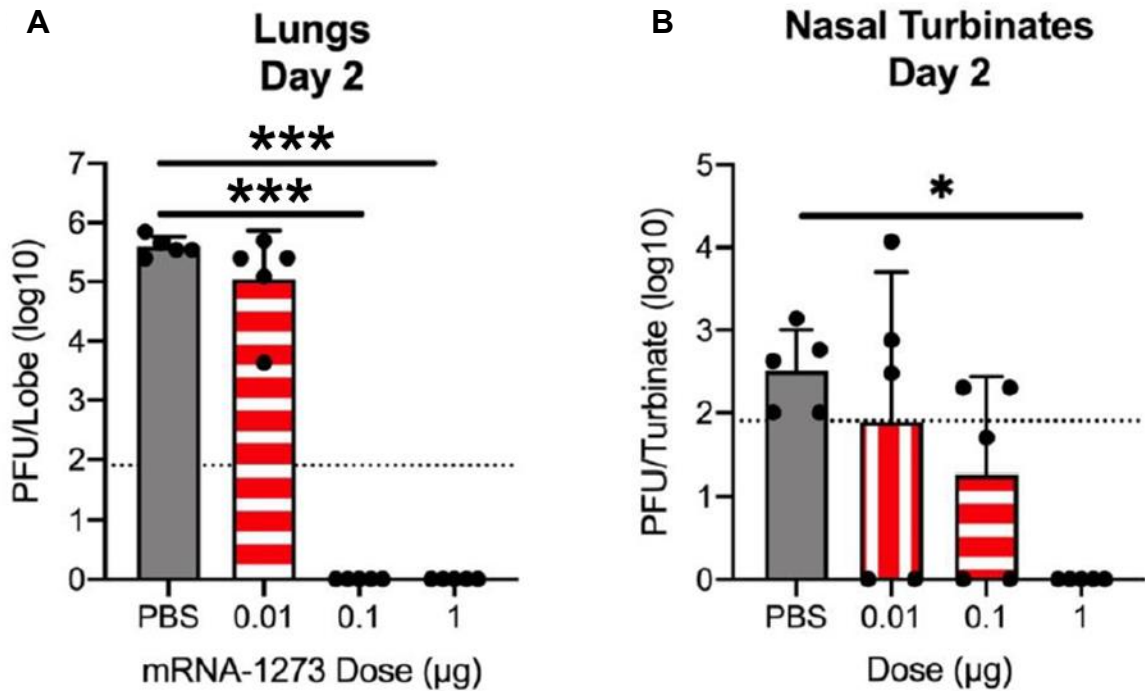 A
Lungs
Day 2
PFU/Lobe (log10)
7
6
5
4
3
2
1
0
***
***
PBS 0.01 0.1 1
mRNA-1273 Dose (µg)
B
Nasal Turbinates
Day 2
PFU/Turbinate (log10)
5
4
3
2
1
0
*
PBS 0.01 0.1 1
Dose (µg)